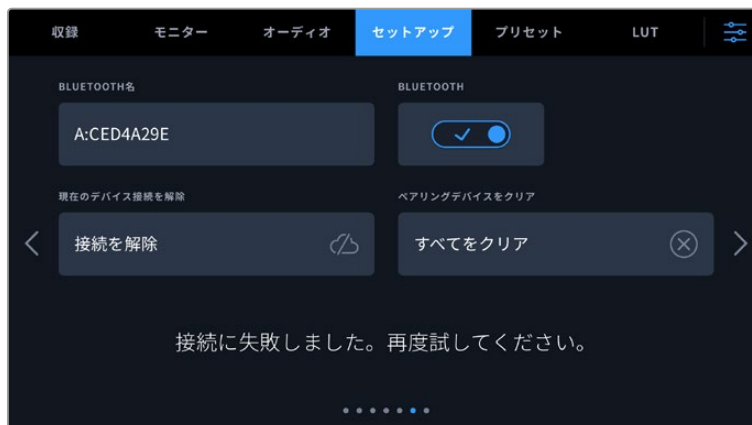 収録 モニター オーディオ セットアップ プリセット LUT
BLUETOOTH名 BLUETOOTH
A:CED4A29E
現在のデバイス接続を解除 ペアリングデバイスをクリア
接続を解除 すべてをクリア
接続に失敗しました。再度試してください。